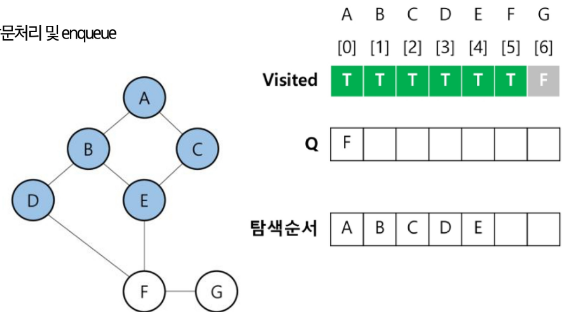 문처리 및 enqueue
A B C D E F G
[0] [1] [2] [3] [4] [5] [6]
Visited T T T T T T F
Q F
탐색순서 A B C D E
A
B C
D E
F G